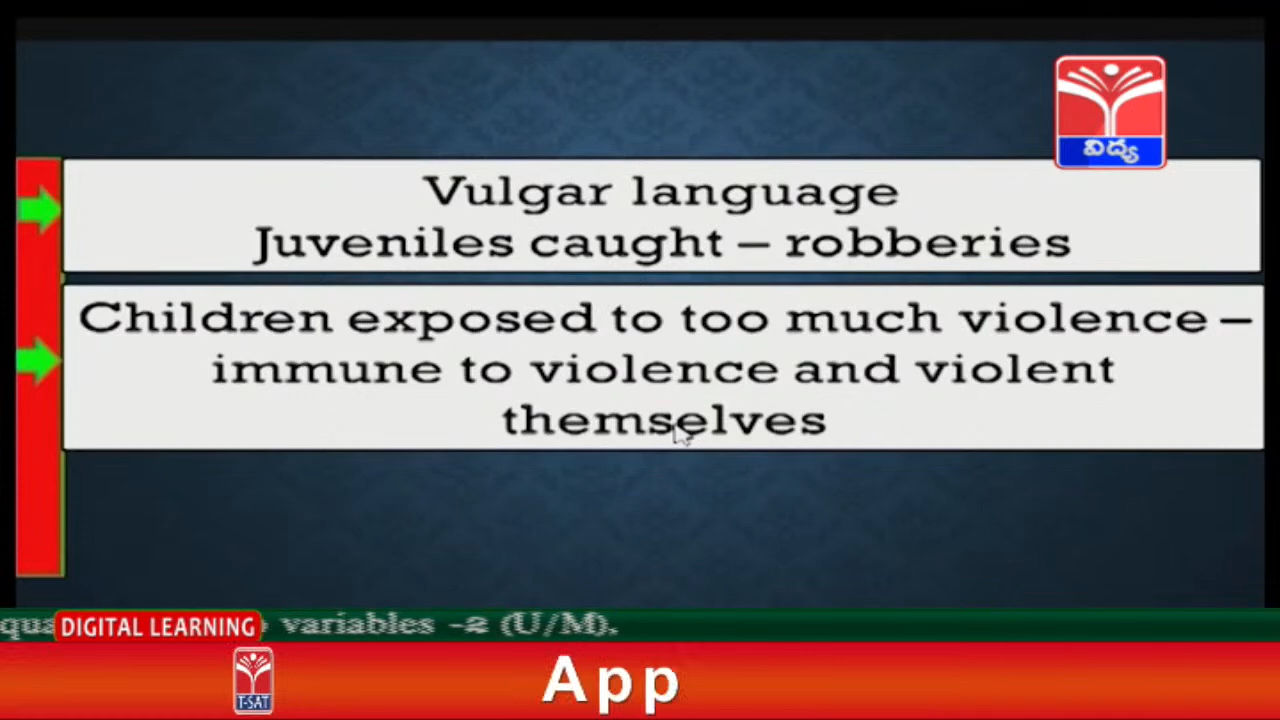 విద్య
Vulgar language
Juveniles caught – robberies
Children exposed to too much violence –
immune to violence and violent
themselves
DIGITAL LEARNING
variables -2 (U/M).
T-SAT
App